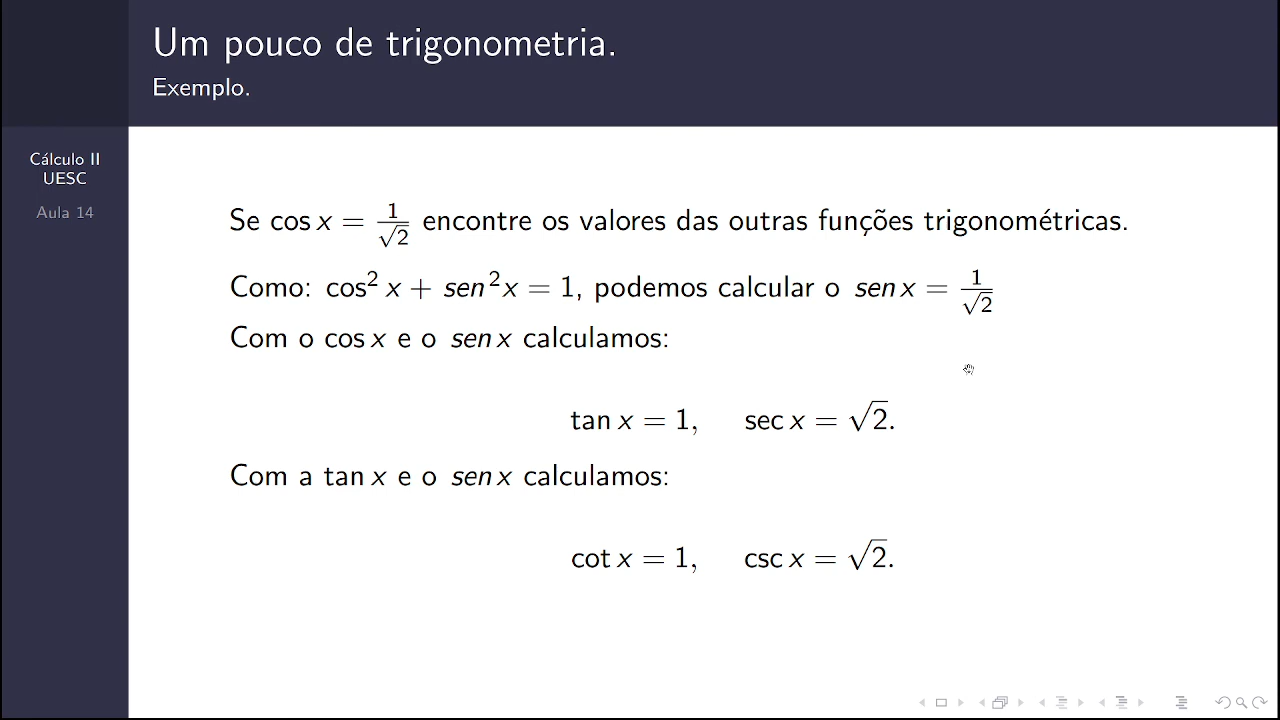 Um pouco de trigonometria.
Exemplo.
Cálculo II
UESC
Aula 14
Se cos x = 1/√2 encontre os valores das outras funções trigonométricas.
Como: cos² x + sen² x = 1, podemos calcular o sen x = 1/√2
Com o cos x e o sen x calculamos:
tan x = 1, sec x = √2.
Com a tan x e o sen x calculamos:
cot x = 1, csc x = √2.